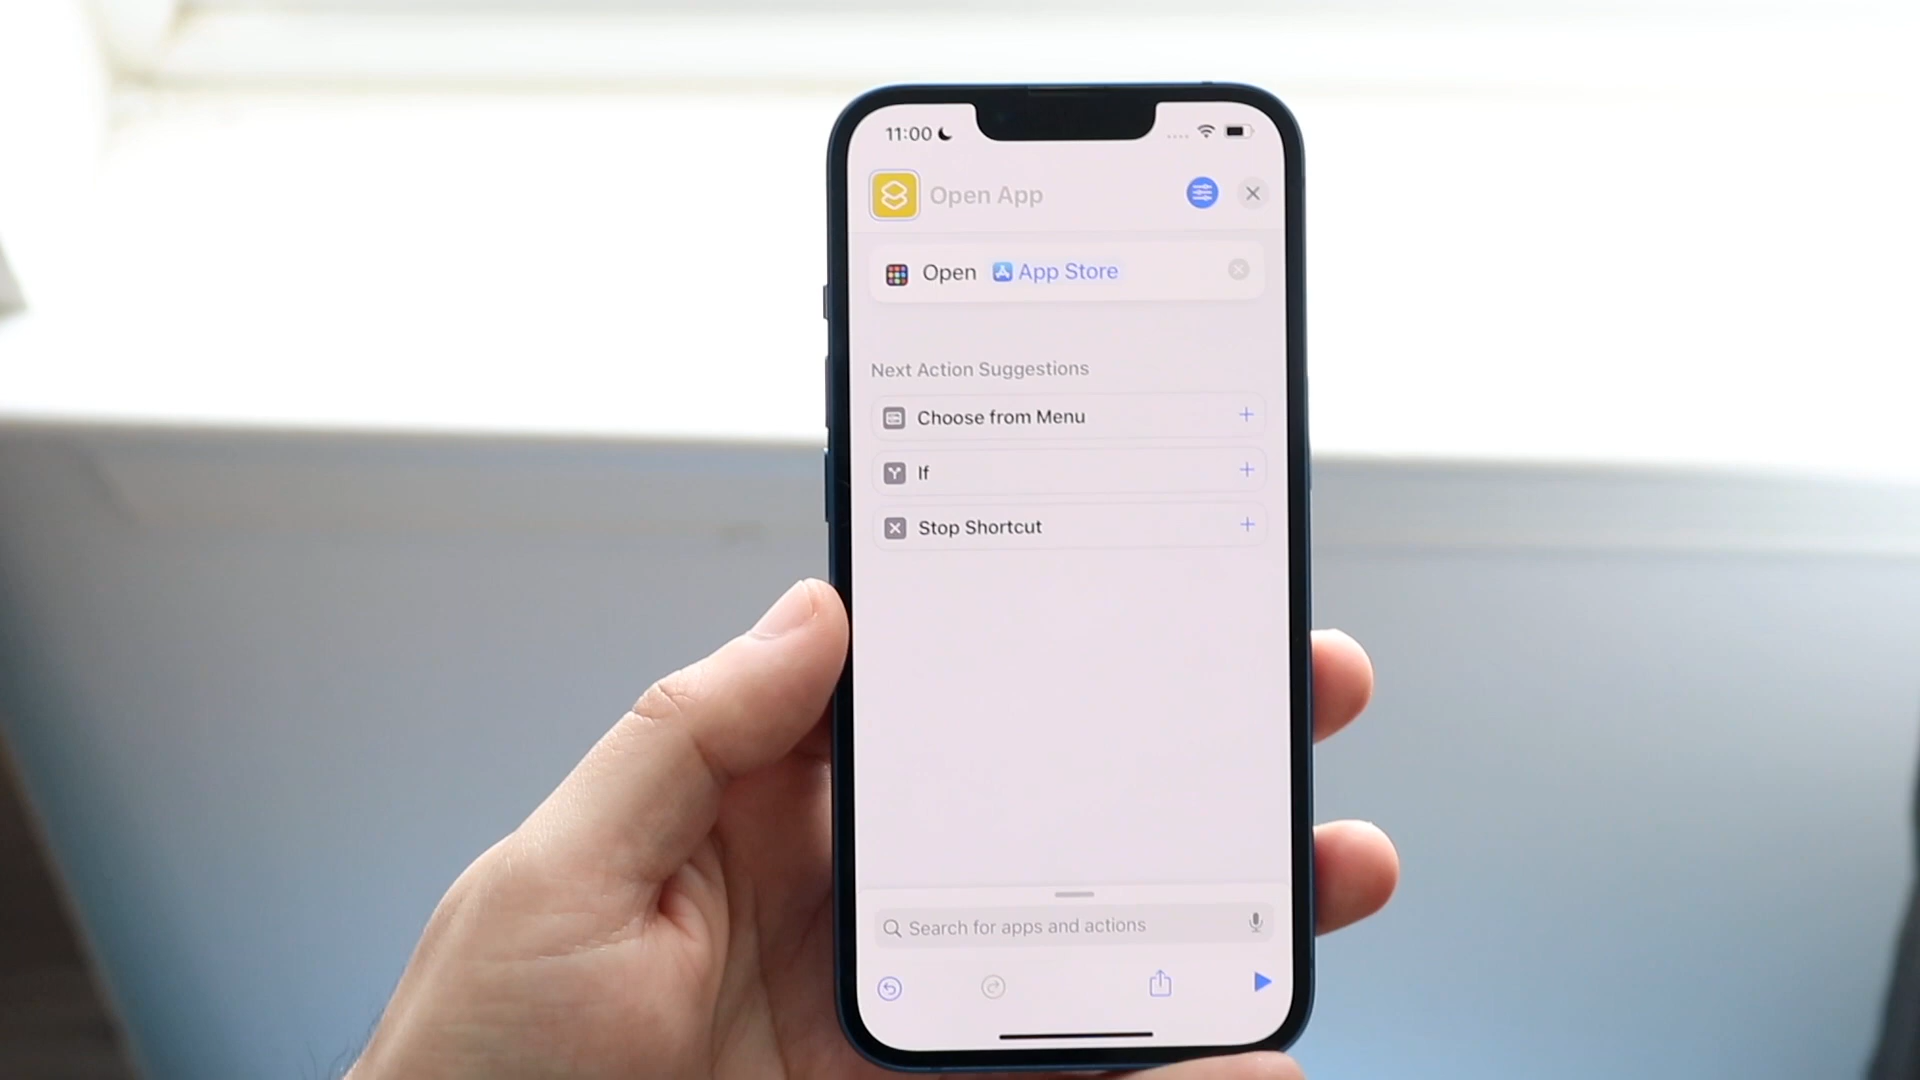 11:00
Open App
Open App Store
Next Action Suggestions
Choose from Menu
If
Stop Shortcut
Search for apps and actions